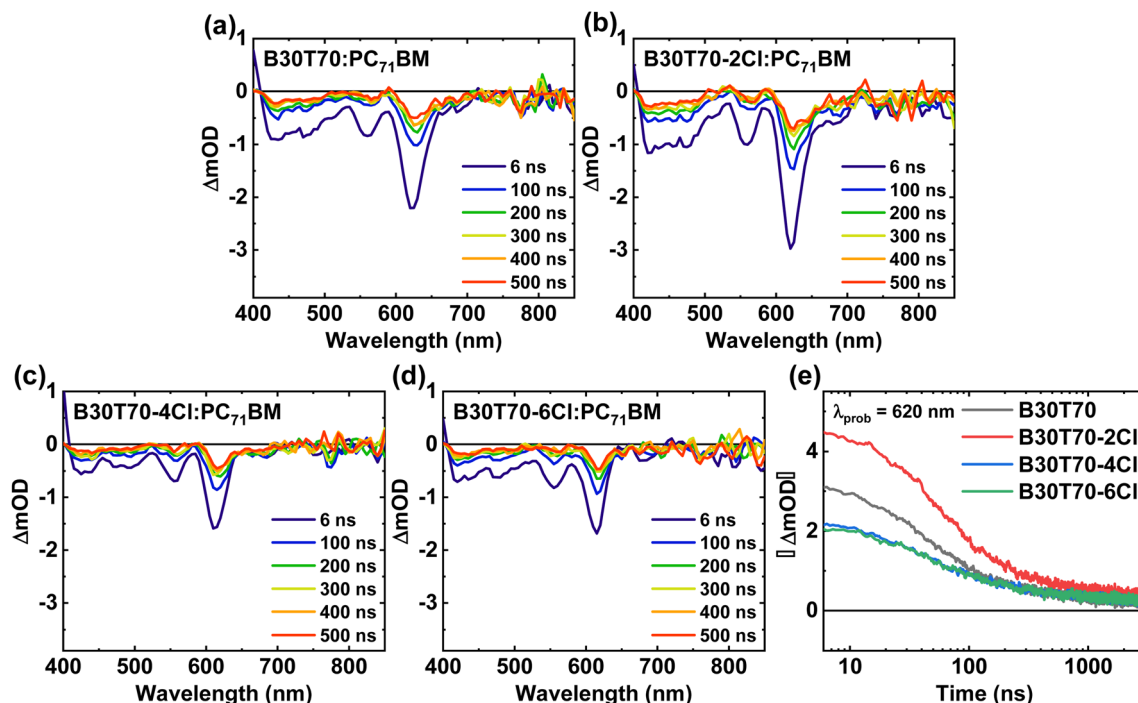 (a)
B30T70:PC₇₁BM
1
0
-1
-2
-3
ΔmOD
6 ns
100 ns
200 ns
300 ns
400 ns
500 ns
400 500 600 700 800
Wavelength (nm)
(b)
B30T70-2Cl:PC₇₁BM
1
0
-1
-2
-3
ΔmOD
6 ns
100 ns
200 ns
300 ns
400 ns
500 ns
400 500 600 700 800
Wavelength (nm)
(c)
B30T70-4Cl:PC₇₁BM
1
0
-1
-2
-3
ΔmOD
6 ns
100 ns
200 ns
300 ns
400 ns
500 ns
400 500 600 700 800
Wavelength (nm)
(d)
B30T70-6Cl:PC₇₁BM
1
0
-1
-2
-3
ΔmOD
6 ns
100 ns
200 ns
300 ns
400 ns
500 ns
400 500 600 700 800
Wavelength (nm)
(e)
λprob = 620 nm
B30T70
B30T70-2Cl
B30T70-4Cl
B30T70-6Cl
4
2
0
▯ΔmOD▯
10 100 1000
Time (ns)